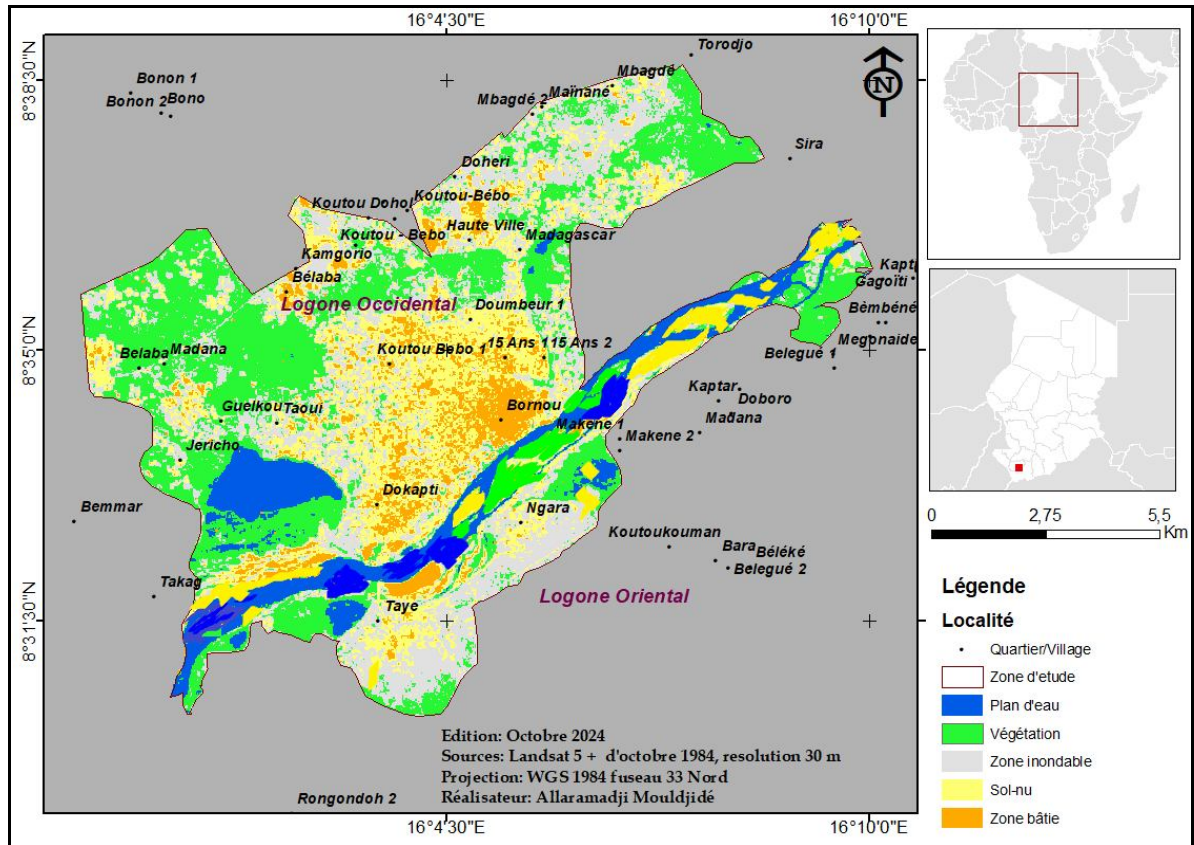 16°4'30"E
16°10'0"E
8°38'30"N
8°35'0"N
8°31'30"N
Torodjo
Bonon 1
Bonon 2
Bono
Mbagdé
Maïnané
Mbagdé 2
Sira
Doheri
Koutou-Bébo
Koutou Dohol
Haute Ville
Koutou - Bebo
Madagascar
Kamgorio
Bélaba
Logone Occidental
Doumbeur 1
Gagoïti
Bèmbéné
Megonaide
Belaba
Madana
Koutou Bebo 1
15 Ans 1
15 Ans 2
Belegué 1
Kaptar
Doboro
Guelkou
Taoui
Bornou
Makene 1
Makene 2
Jericho
Bemmar
Dokapti
Ngara
Koutoukouman
Bara
Béléké
Belegué 2
Takag
Taye
Logone Oriental
Rongondoh 2
Edition: Octobre 2024
Sources: Landsat 5 + d'octobre 1984, resolution 30 m
Projection: WGS 1984 fuseau 33 Nord
Réalisateur: Allaramadji Mouldjidé
16°4'30"E
16°10'0"E
N
0 2,75 5,5
Km
Légende
Localité
Quartier/Village
Zone d'etude
Plan d'eau
Végétation
Zone inondable
Sol-nu
Zone bâtie